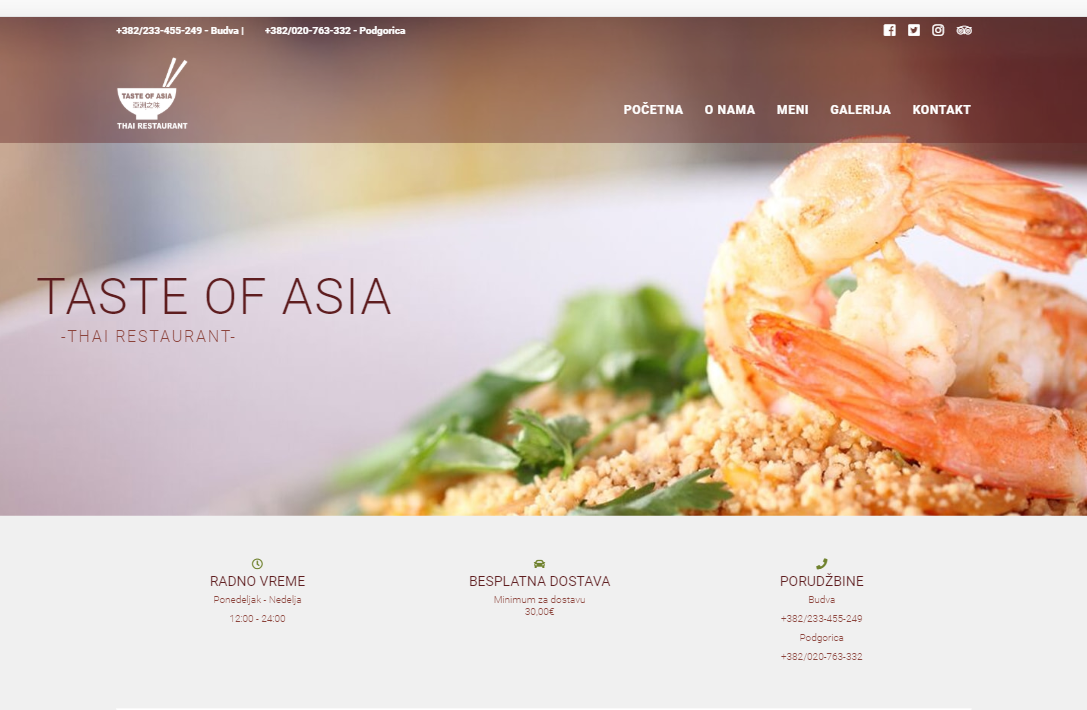 +382/233-455-249 - Budva | +382/020-763-332 - Podgorica
TASTE OF ASIA
亞洲之味
THAI RESTAURANT
POČETNA O NAMA MENI GALERIJA KONTAKT
TASTE OF ASIA
-THAI RESTAURANT-
RADNO VREME
Ponedeljak - Nedelja
12:00 - 24:00
BESPLATNA DOSTAVA
Minimum za dostavu
30,00€
PORUDŽBINE
Budva
+382/233-455-249
Podgorica
+382/020-763-332